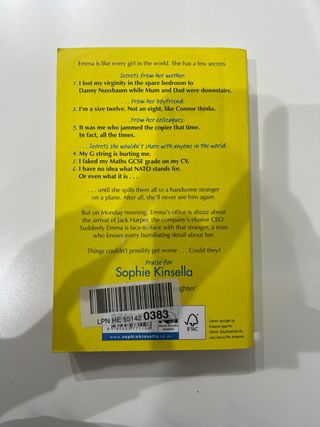 Emma is like every girl in the world. She has a few secrets.
Secrets from her mother:
1. I lost my virginity in the spare bedroom to
Danny Nussbaum while Mum and Dad were downstairs.
. . From her boyfriend:
2. I'm a size twelve. Not an eight, like Connor thinks.
. . From her colleagues:
3. It was me who jammed the copier that time.
In fact, all the times.
Secrets she wouldn't share with anyone in the world:
4. My G string is hurting me.
5. I faked my Maths GCSE grade on my CV.
6. I have no idea what NATO stands for.
Or even what it is . . .
. . . until she spills them all to a handsome stranger
on a plane. After all, she'll never see him again.
But on Monday morning, Emma's office is abuzz about
the arrival of Jack Harper, the company's elusive CEO.
Suddenly Emma is face-to-face with that stranger, a man
who knows every humiliating detail about her.
Things couldn't possibly get worse . . . Could they?
Praise for
Sophie Kinsella
LPN HE 55142 0383
www.sophiekinsella.co.uk
FSC
Cover design by
Cover illustration by